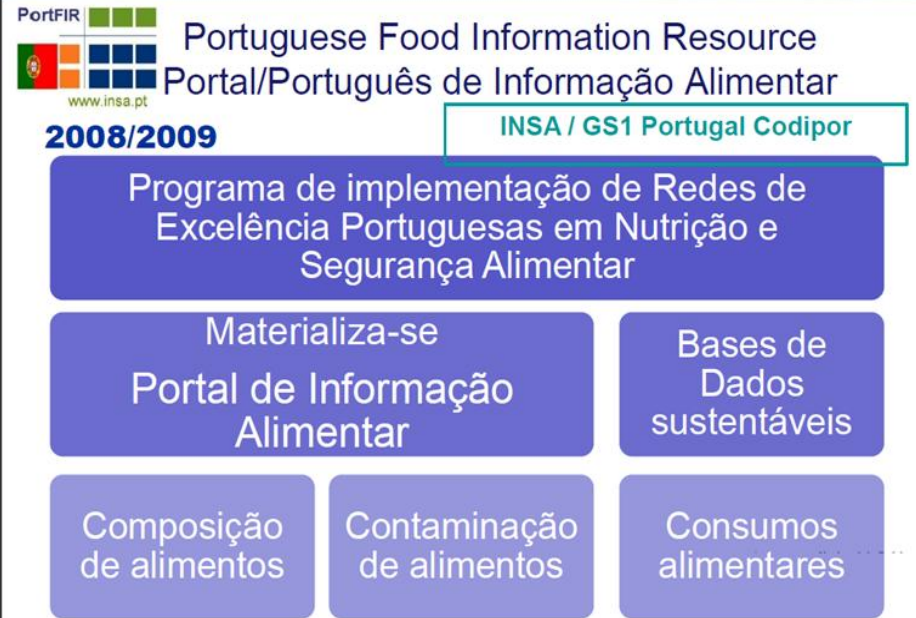 PortFIR
www.insa.pt
Portuguese Food Information Resource
Portal/Português de Informação Alimentar
2008/2009
INSA / GS1 Portugal Codipor
Programa de implementação de Redes de
Excelência Portuguesas em Nutrição e
Segurança Alimentar
Materializa-se
Portal de Informação
Alimentar
Bases de
Dados
sustentáveis
Composição
de alimentos
Contaminação
de alimentos
Consumos
alimentares